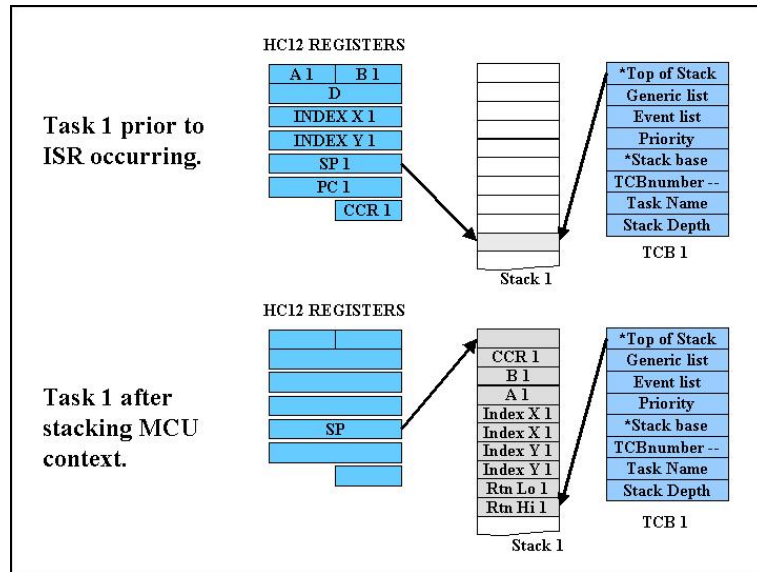 HC12 REGISTERS
A 1 B 1
D
INDEX X 1
INDEX Y 1
SP 1
PC 1
CCR 1
Task 1 prior to
ISR occurring.
Stack 1
*Top of Stack
Generic list
Event list
Priority
*Stack base
TCBnumber --
Task Name
Stack Depth
TCB 1
HC12 REGISTERS
SP
Task 1 after
stacking MCU
context.
CCR 1
B 1
A 1
Index X 1
Index X 1
Index Y 1
Index Y 1
Rtn Lo 1
Rtn Hi 1
Stack 1
*Top of Stack
Generic list
Event list
Priority
*Stack base
TCBnumber --
Task Name
Stack Depth
TCB 1